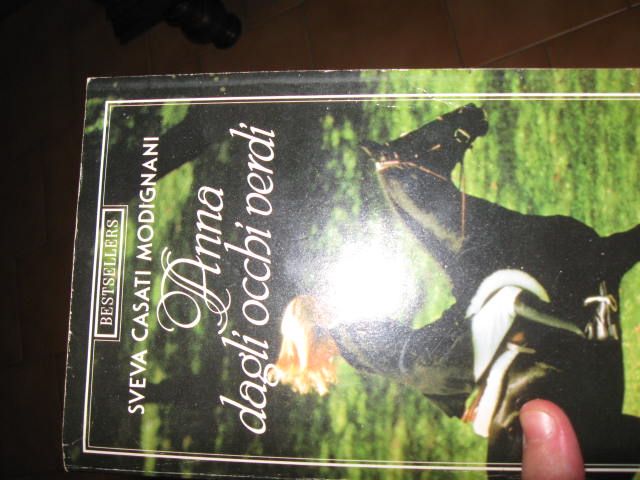 BESTSELLERS
SVEVA CASATI MODIGNANI
Anna
dagli occhi verdi